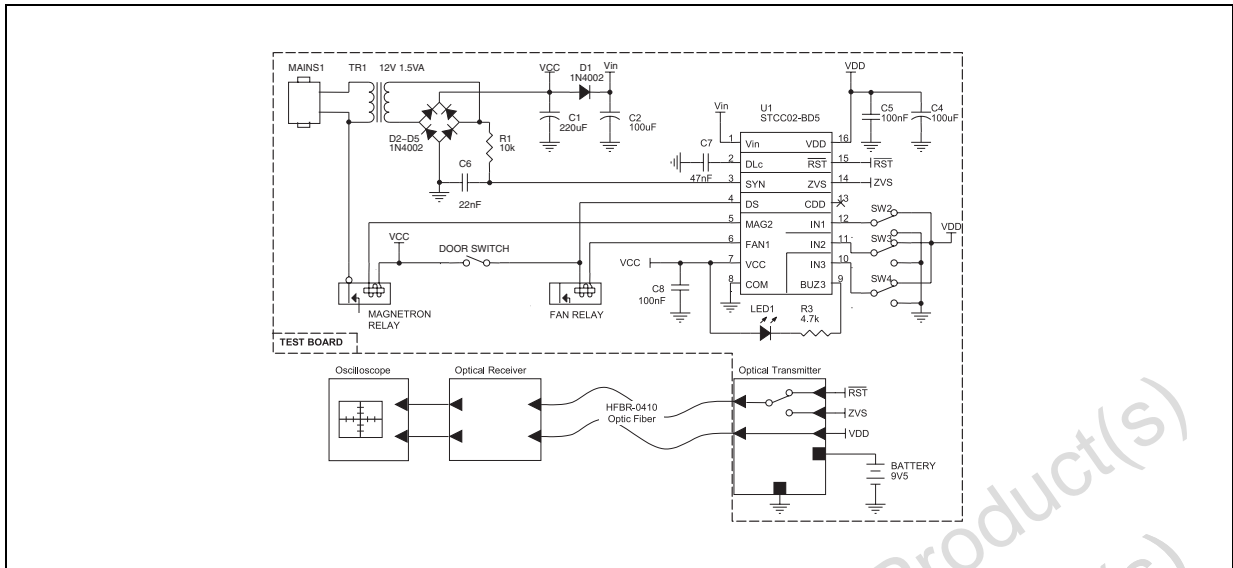 MAINS1
TR1 12V 1.5VA
D2–D5
1N4002
C6
22nF
R1
10k
VCC
D1
1N4002
Vin
C1
220uF
C2
100uF
Vin
U1
STCC02-BD5
VDD
C5
100nF
C4
100uF
C7
47nF
1 Vin VDD 16
2 DLc RST 15 RST
3 SYN ZVS 14 ZVS
4 DS CDD 13
5 MAG2 IN1 12
6 FAN1 IN2 11
7 VCC IN3 10
8 COM BUZ3 9
SW2
SW3
SW4
VDD
VCC
DOOR SWITCH
VCC
C8
100nF
LED1
R3
4.7k
MAGNETRON
RELAY
FAN RELAY
TEST BOARD
Oscilloscope
Optical Receiver
HFBR-0410
Optic Fiber
Optical Transmitter
RST
ZVS
VDD
BATTERY
9V5
Product(s)
(s)